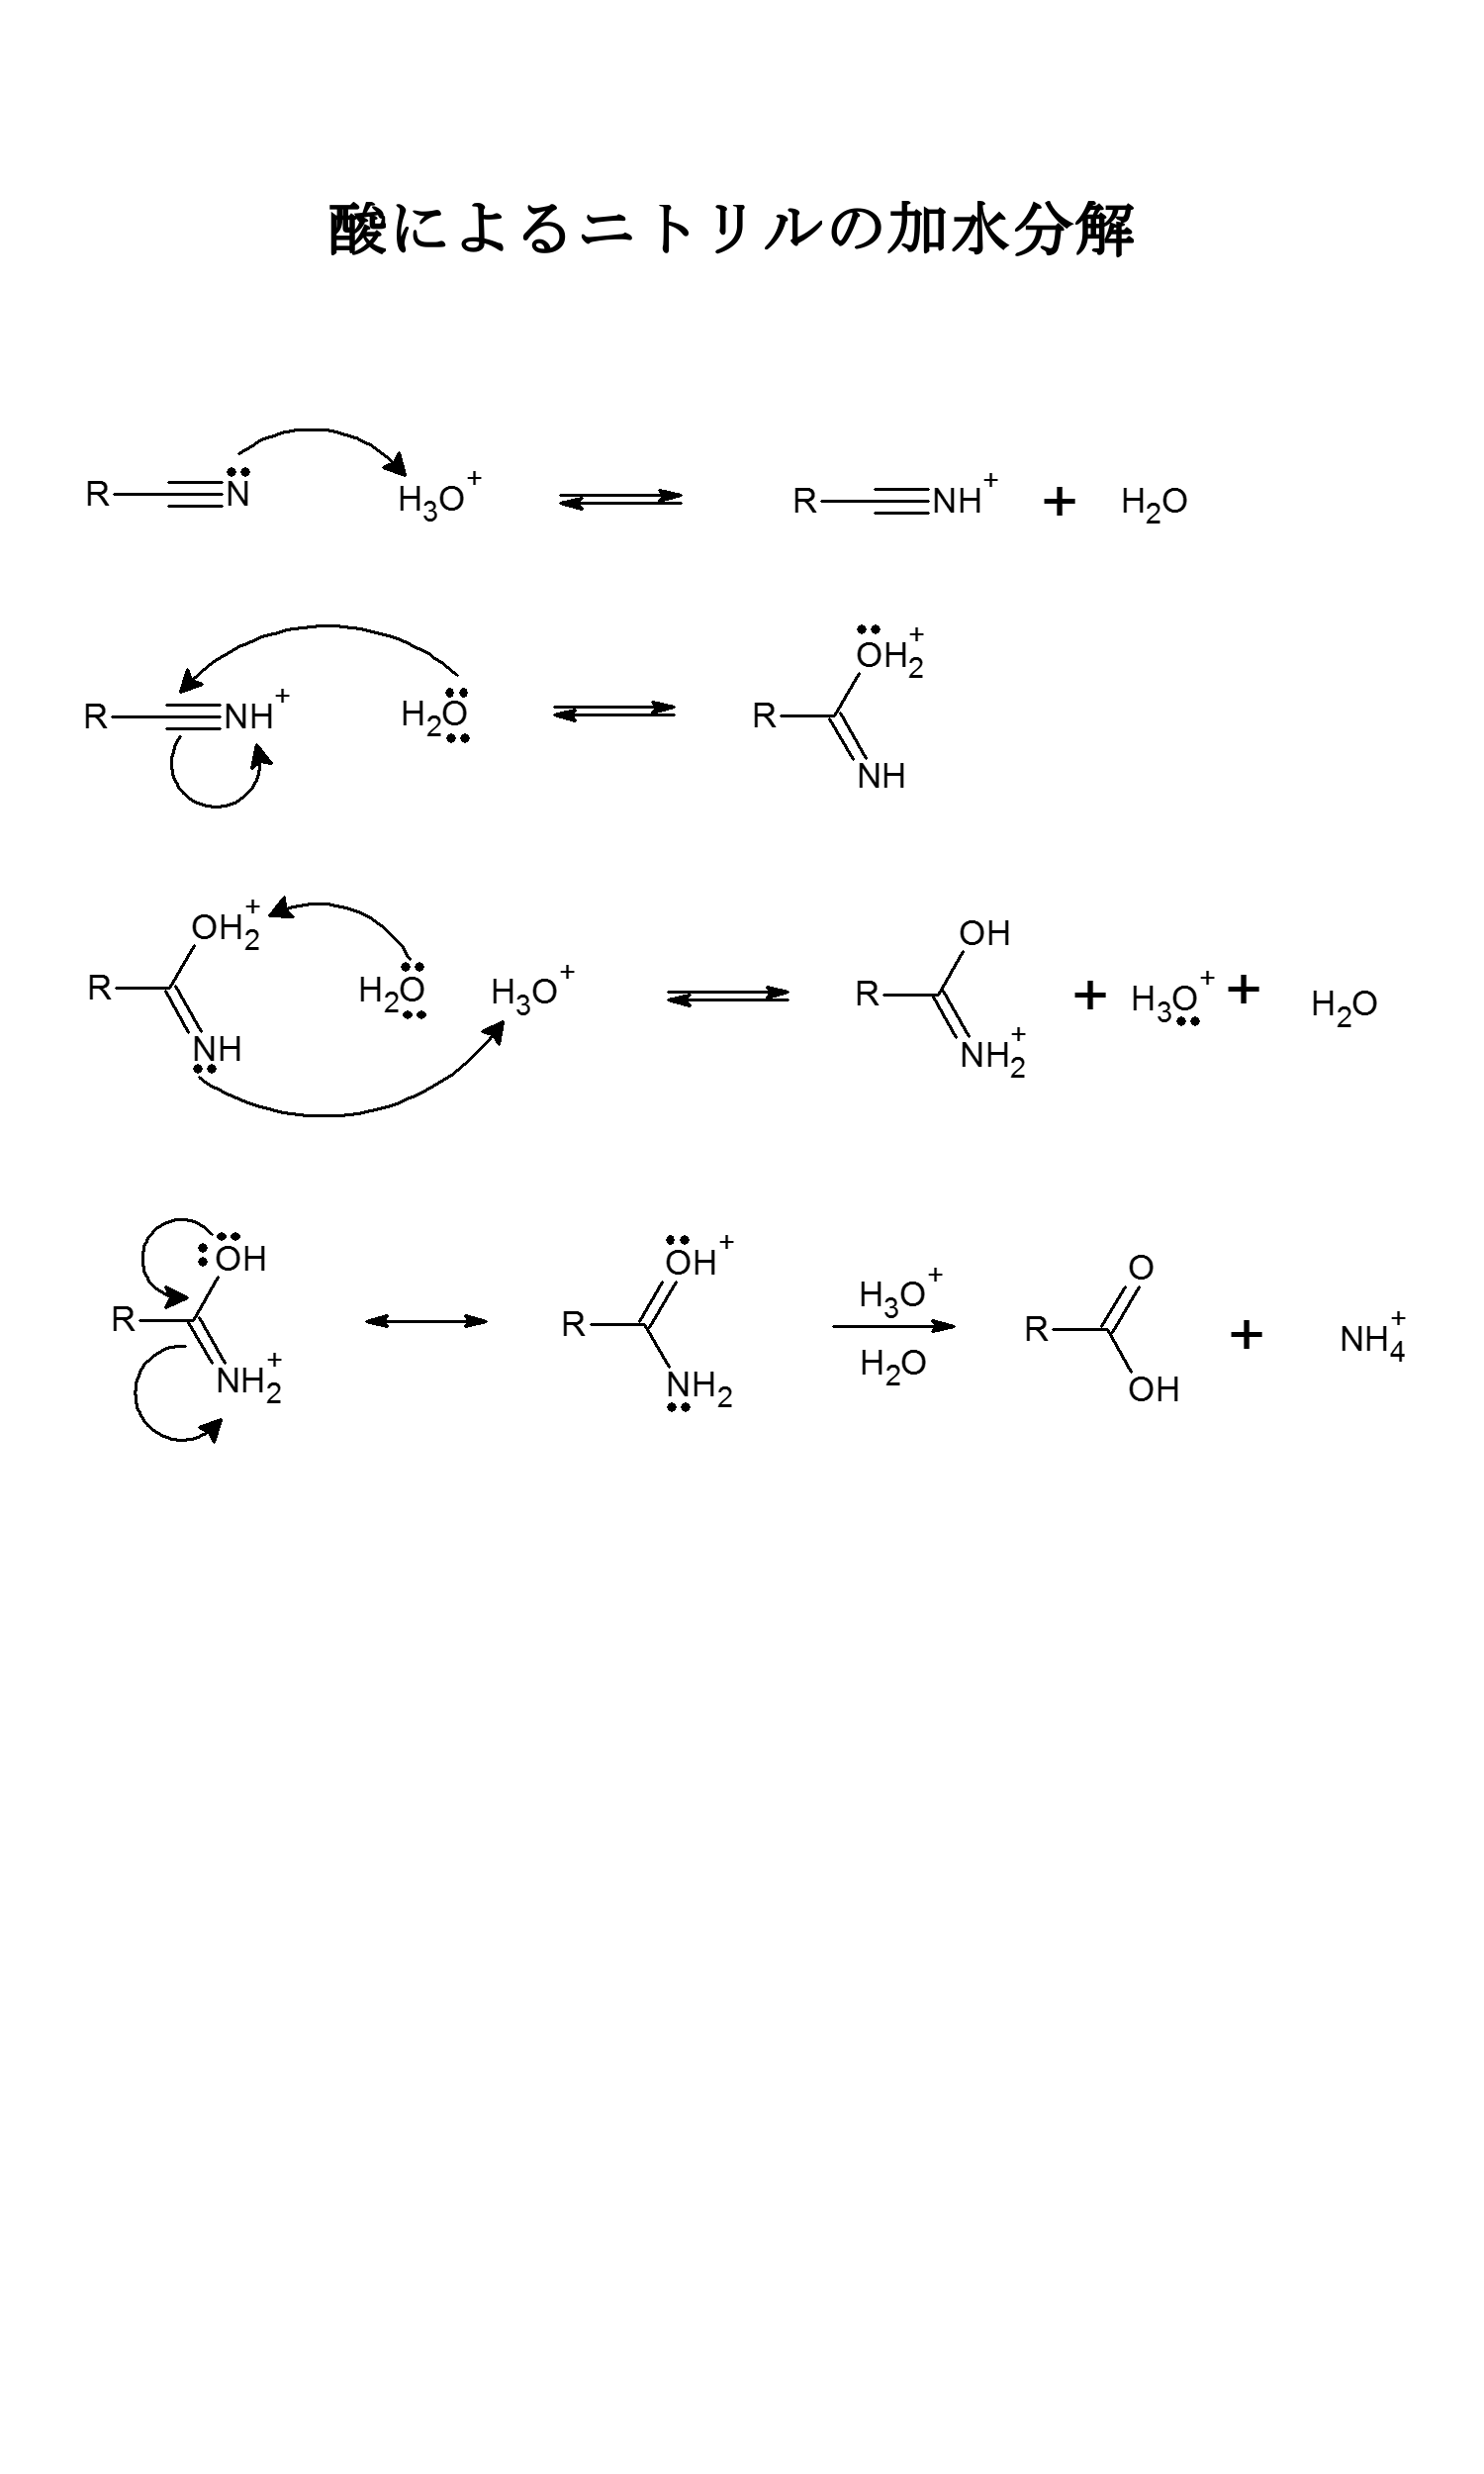 酸によるニトリルの加水分解
R N H3O+ R NH+ + H2O
R NH+ H2O R OH2+ NH
R OH2+ NH H2O H3O+ R OH NH2+ + H3O+ + H2O
R OH NH2+ R OH+ NH2 H3O+ H2O R O OH + NH4+